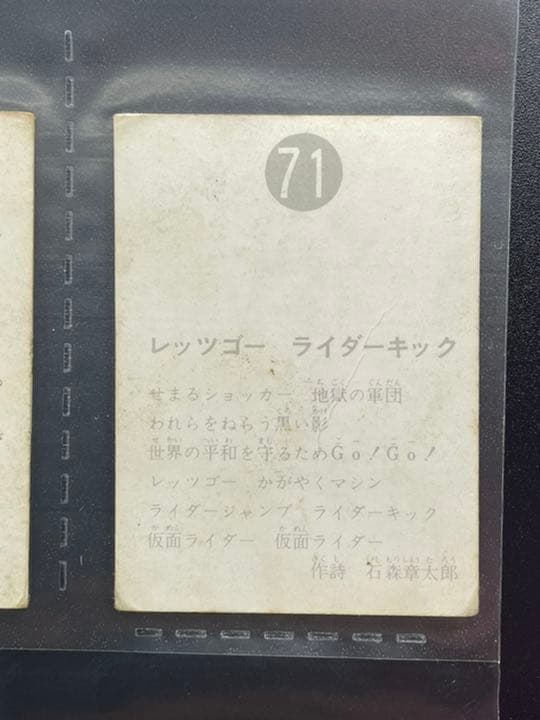 71
レッツゴー　ライダーキック
せまるショッカー　地獄の軍団
われらをねらう黒い影
世界の平和を守るためGo!Go!
レッツゴー　かがやくマシン
ライダージャンプ　ライダーキック
仮面ライダー　仮面ライダー
作詩　石森章太郎